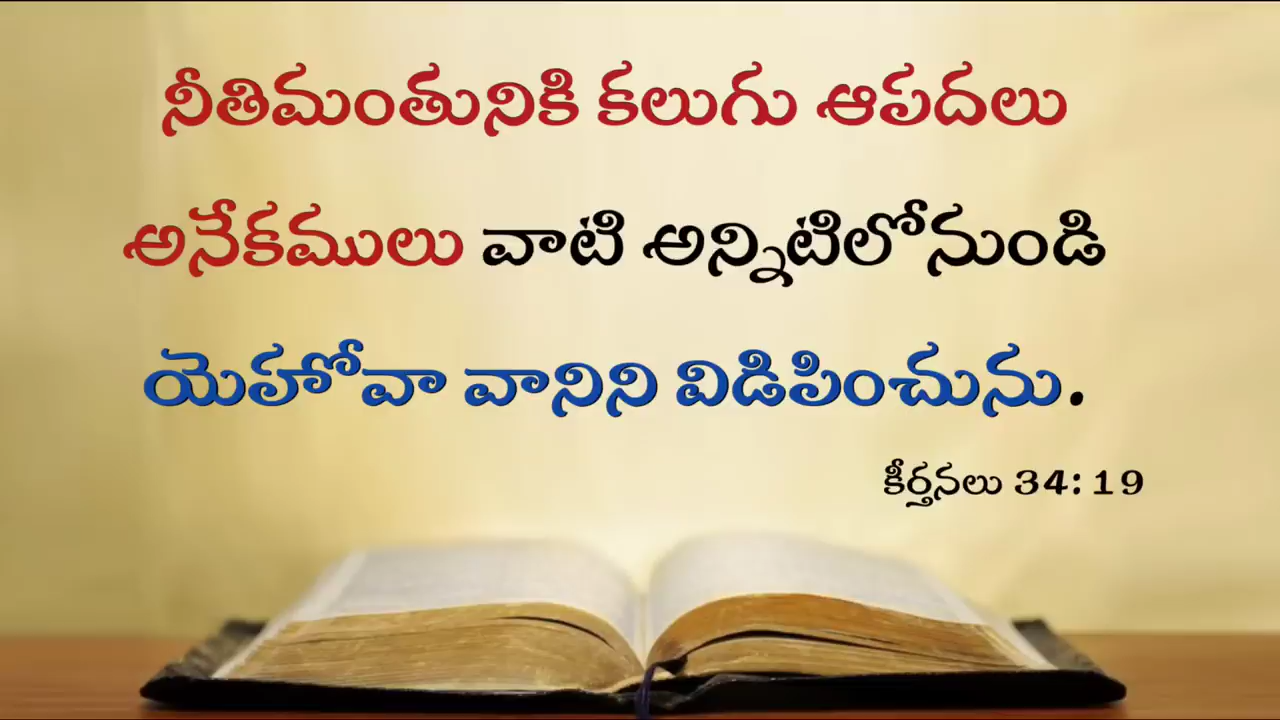 నీతిమంతునికి కలుగు ఆపదలు
అనేకములు వాటి అన్నిటిలోనుండి
యెహోవా వానిని విడిపించును.
కీర్తనలు 34:19